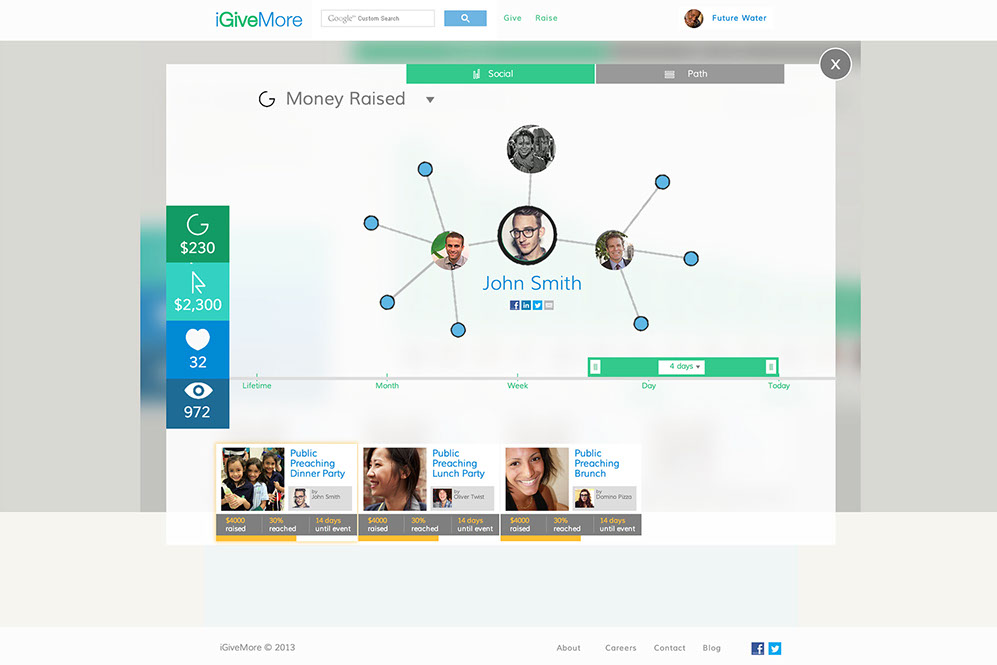 iGiveMore
Google™ Custom Search
Give
Raise
Future Water
X
Social
Path
Money Raised
$230
$2,300
32
972
John Smith
4 days
Lifetime
Month
Week
Day
Today
Public
Preaching
Dinner Party
by
John Smith
$4000
raised
30%
reached
14 days
until event
Public
Preaching
Lunch Party
by
Oliver Twist
$4000
raised
30%
reached
14 days
until event
Public
Preaching
Brunch
by
Domino Pizza
$4000
raised
30%
reached
14 days
until event
iGiveMore © 2013
About
Careers
Contact
Blog